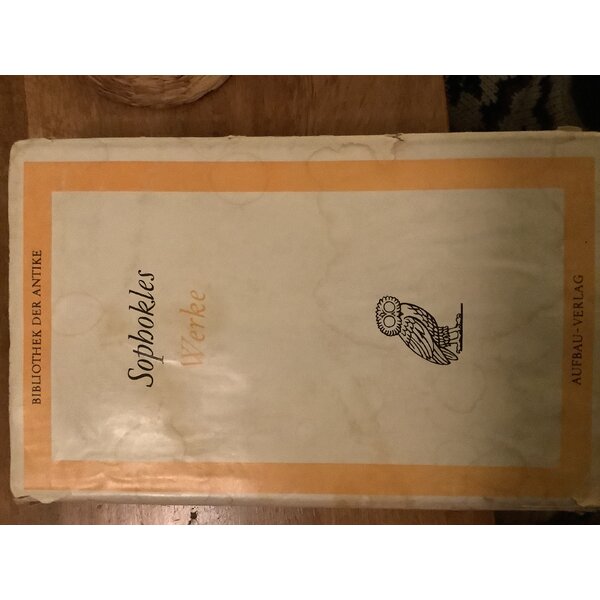 BIBLIOTHEK DER ANTIKE
Sophokles
Werke
AUFBAU-VERLAG